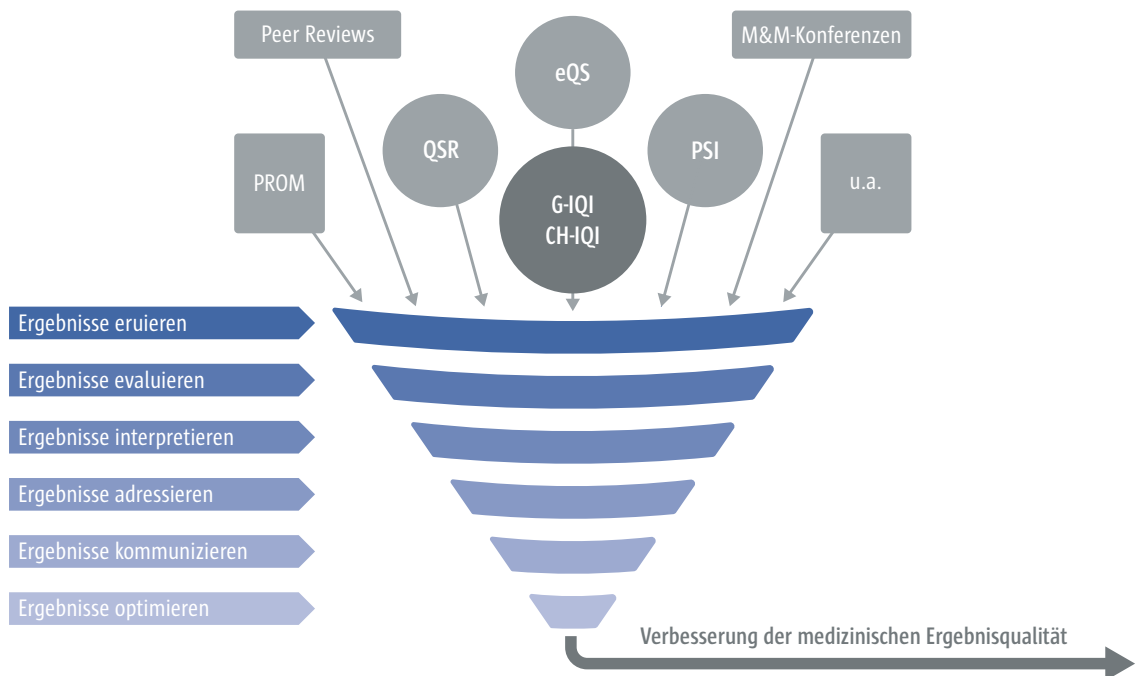 Peer Reviews
eQS
M&M-Konferenzen
QSR
PSI
PROM
G-IQI
CH-IQI
u.a.
Ergebnisse eruieren
Ergebnisse evaluieren
Ergebnisse interpretieren
Ergebnisse adressieren
Ergebnisse kommunizieren
Ergebnisse optimieren
Verbesserung der medizinischen Ergebnisqualität